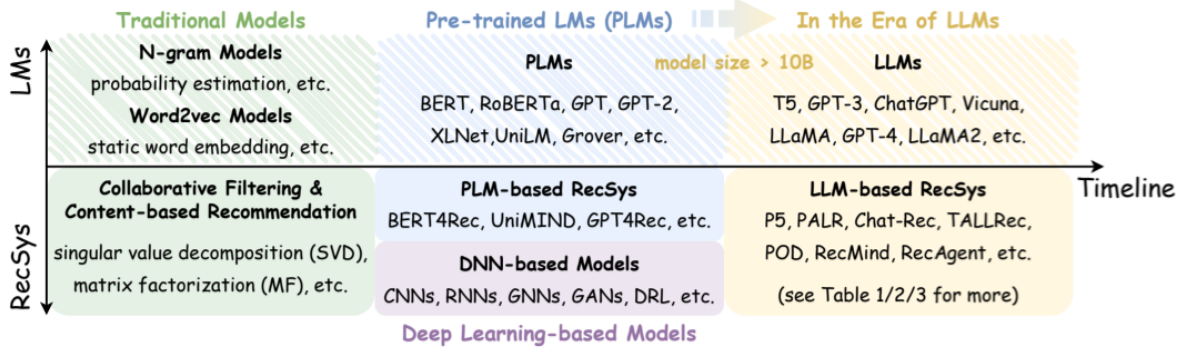 Traditional Models
Pre-trained LMs (PLMs)
In the Era of LLMs
LMs
N-gram Models
probability estimation, etc.
Word2vec Models
static word embedding, etc.
PLMs
BERT, RoBERTa, GPT, GPT-2,
XLNet,UniLM, Grover, etc.
model size > 10B
LLMs
T5, GPT-3, ChatGPT, Vicuna,
LLaMA, GPT-4, LLaMA2, etc.
Timeline
RecSys
Collaborative Filtering &
Content-based Recommendation
singular value decomposition (SVD),
matrix factorization (MF), etc.
PLM-based RecSys
BERT4Rec, UniMIND, GPT4Rec, etc.
DNN-based Models
CNNs, RNNs, GNNs, GANs, DRL, etc.
Deep Learning-based Models
LLM-based RecSys
P5, PALR, Chat-Rec, TALLRec,
POD, RecMind, RecAgent, etc.
(see Table 1/2/3 for more)